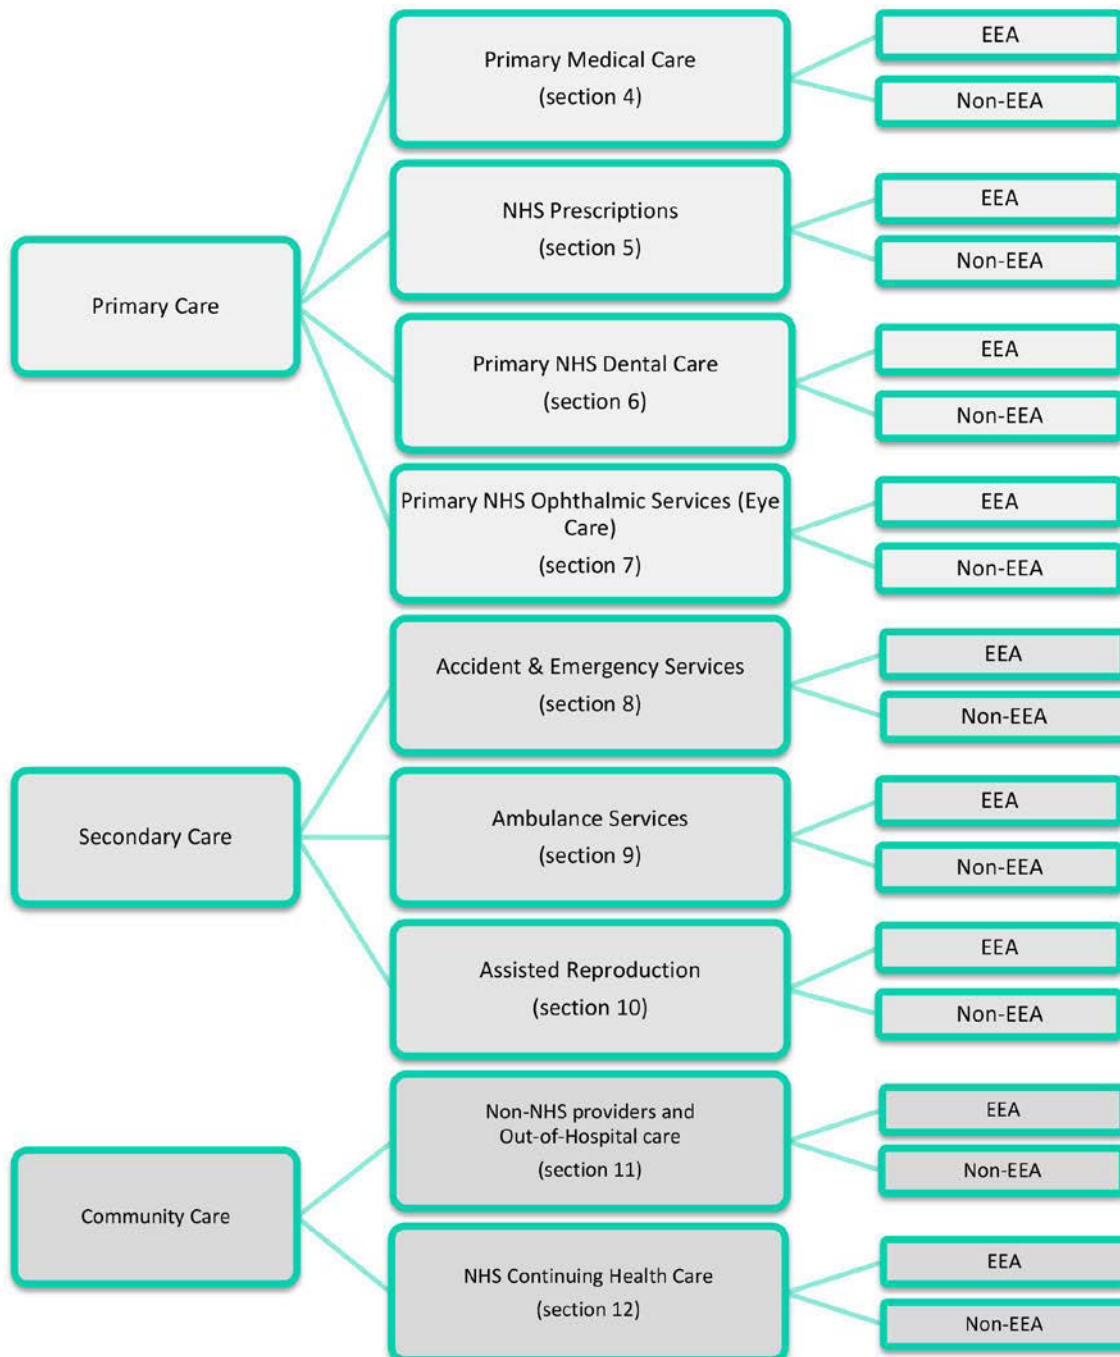 Primary Care
Primary Medical Care
(section 4)
EEA
Non-EEA
NHS Prescriptions
(section 5)
EEA
Non-EEA
Primary NHS Dental Care
(section 6)
EEA
Non-EEA
Primary NHS Ophthalmic Services (Eye
Care)
(section 7)
EEA
Non-EEA
Secondary Care
Accident & Emergency Services
(section 8)
EEA
Non-EEA
Ambulance Services
(section 9)
EEA
Non-EEA
Assisted Reproduction
(section 10)
EEA
Non-EEA
Community Care
Non-NHS providers and
Out-of-Hospital care
(section 11)
EEA
Non-EEA
NHS Continuing Health Care
(section 12)
EEA
Non-EEA